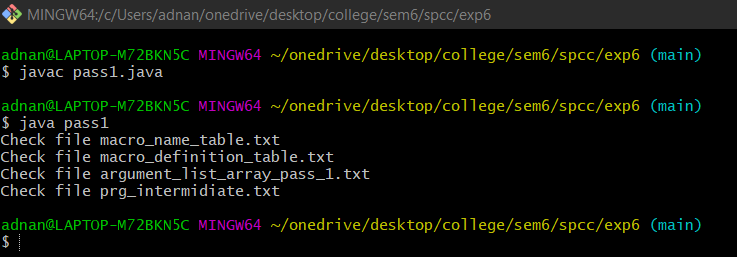 MINGW64:/c/Users/adnan/onedrive/desktop/college/sem6/spcc/exp6
adnan@LAPTOP-M72BKN5C MINGW64 ~/onedrive/desktop/college/sem6/spcc/exp6 (main)
$ javac pass1.java
adnan@LAPTOP-M72BKN5C MINGW64 ~/onedrive/desktop/college/sem6/spcc/exp6 (main)
$ java pass1
Check file macro_name_table.txt
Check file macro_definition_table.txt
Check file argument_list_array_pass_1.txt
Check file prg_intermidiate.txt
adnan@LAPTOP-M72BKN5C MINGW64 ~/onedrive/desktop/college/sem6/spcc/exp6 (main)
$